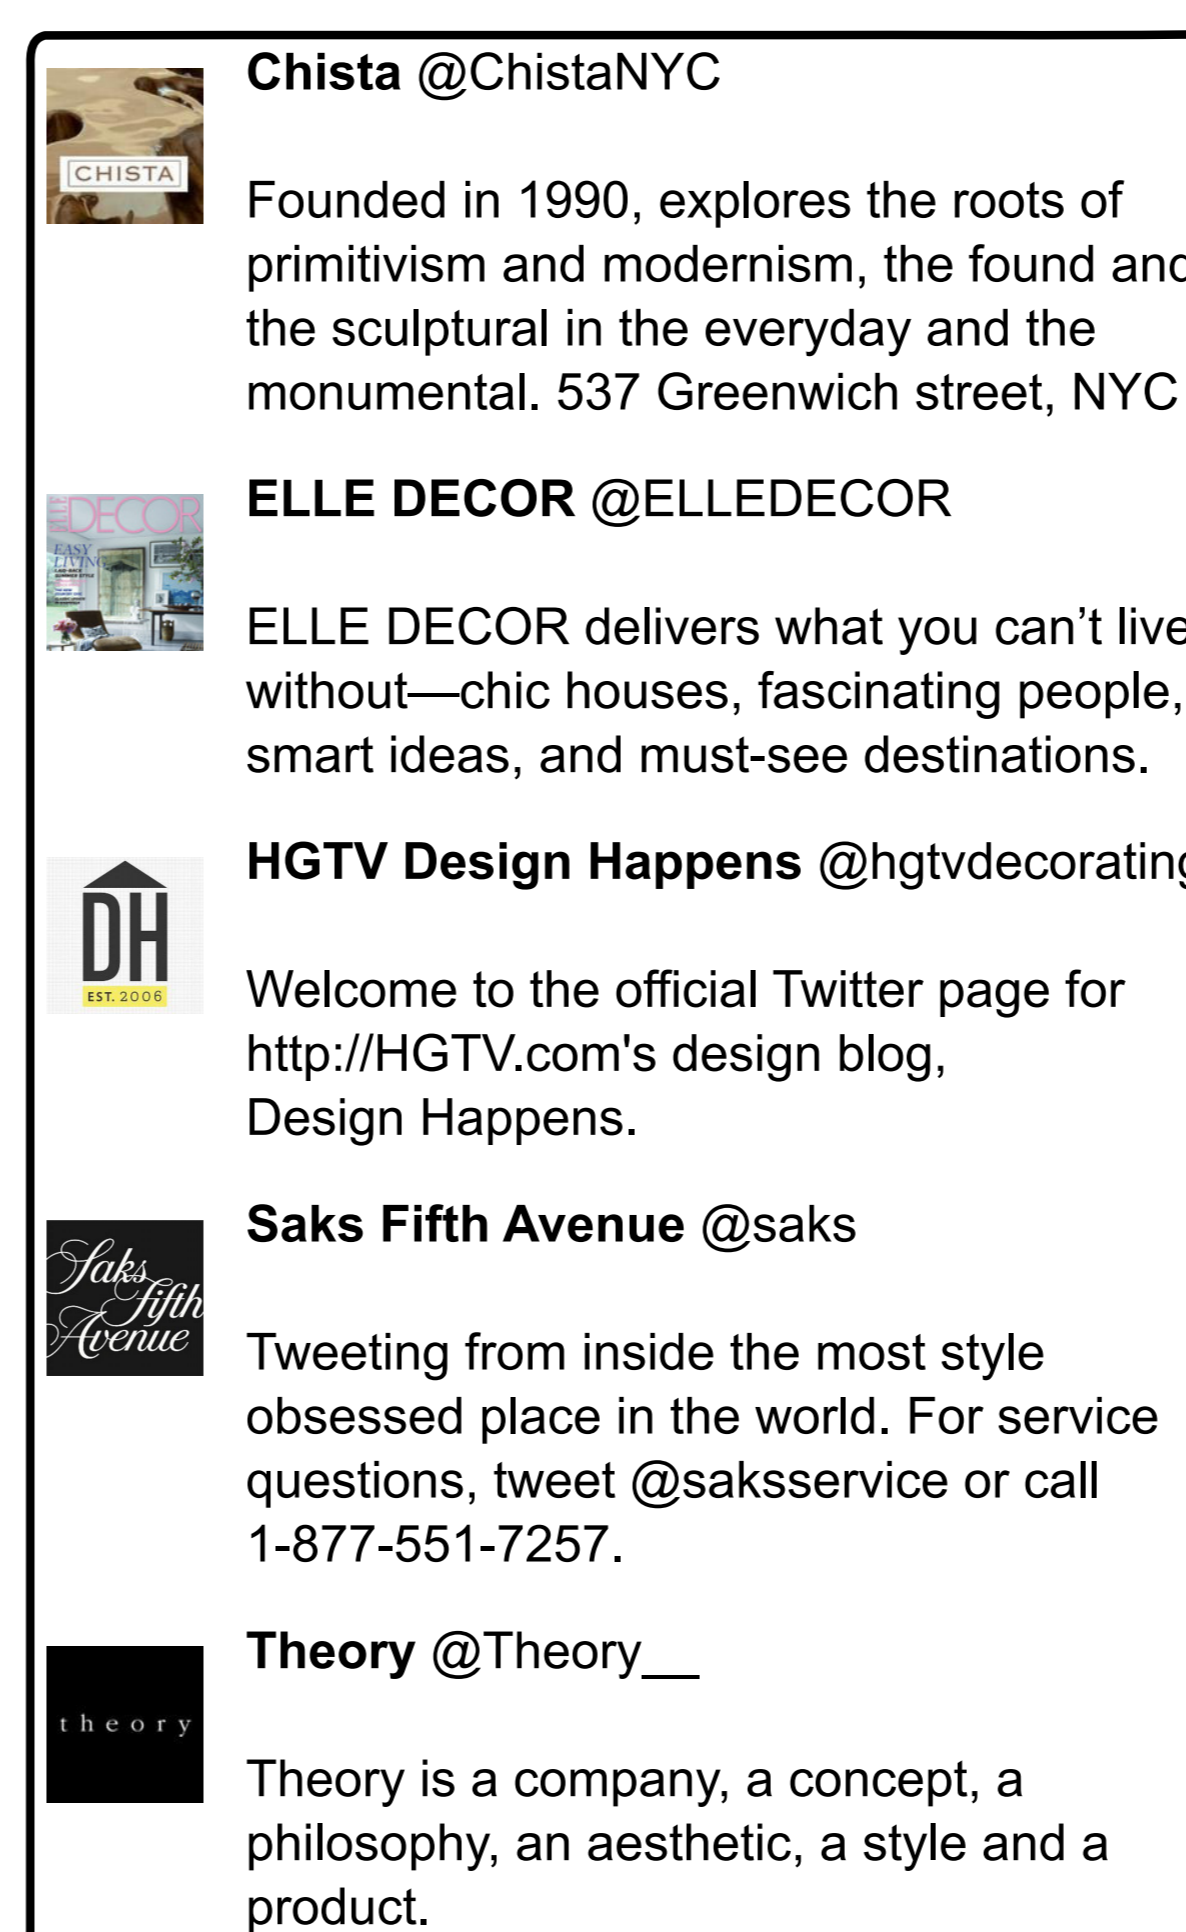 Chista @ChistaNYC
CHISTA
Founded in 1990, explores the roots of
primitivism and modernism, the found and
the sculptural in the everyday and the
monumental. 537 Greenwich street, NYC
ELLE DECOR @ELLEDECOR
ELLE DECOR
EASY
LIVING
ELLE DECOR delivers what you can’t live
without—chic houses, fascinating people,
smart ideas, and must-see destinations.
HGTV Design Happens @hgtvdecorating
DH
EST. 2006
Welcome to the official Twitter page for
http://HGTV.com's design blog,
Design Happens.
Saks Fifth Avenue @saks
Saks
fifth
Avenue
Tweeting from inside the most style
obsessed place in the world. For service
questions, tweet @saksservice or call
1-877-551-7257.
Theory @Theory__
theory
Theory is a company, a concept, a
philosophy, an aesthetic, a style and a
product.